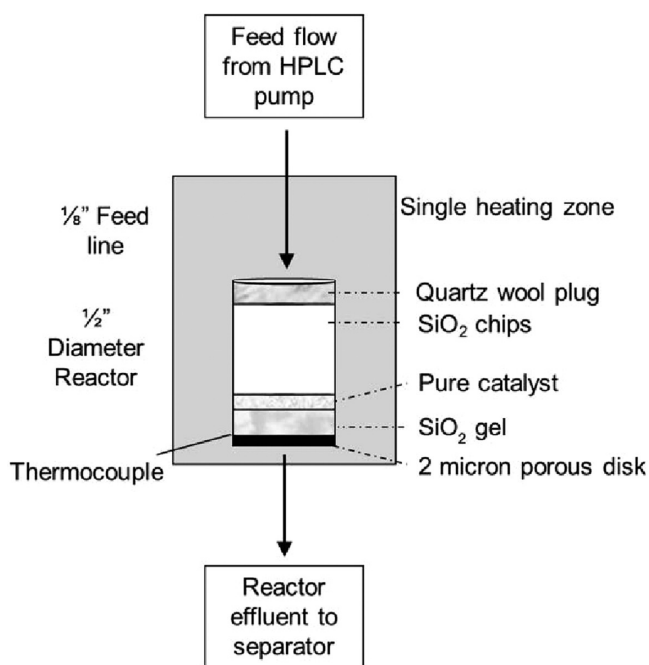 Feed flow
from HPLC
pump
⅛” Feed
line
Single heating zone
Quartz wool plug
SiO₂ chips
½”
Diameter
Reactor
Pure catalyst
SiO₂ gel
Thermocouple
2 micron porous disk
Reactor
effluent to
separator